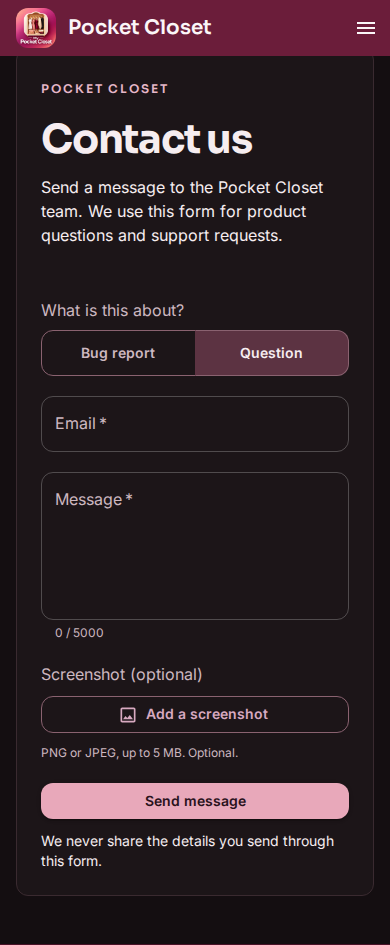 Pocket Closet
Pocket Closet
POCKET CLOSET
Contact us
Send a message to the Pocket Closet
team. We use this form for product
questions and support requests.
What is this about?
Bug report
Question
Email *
Message *
0 / 5000
Screenshot (optional)
Add a screenshot
PNG or JPEG, up to 5 MB. Optional.
Send message
We never share the details you send through
this form.